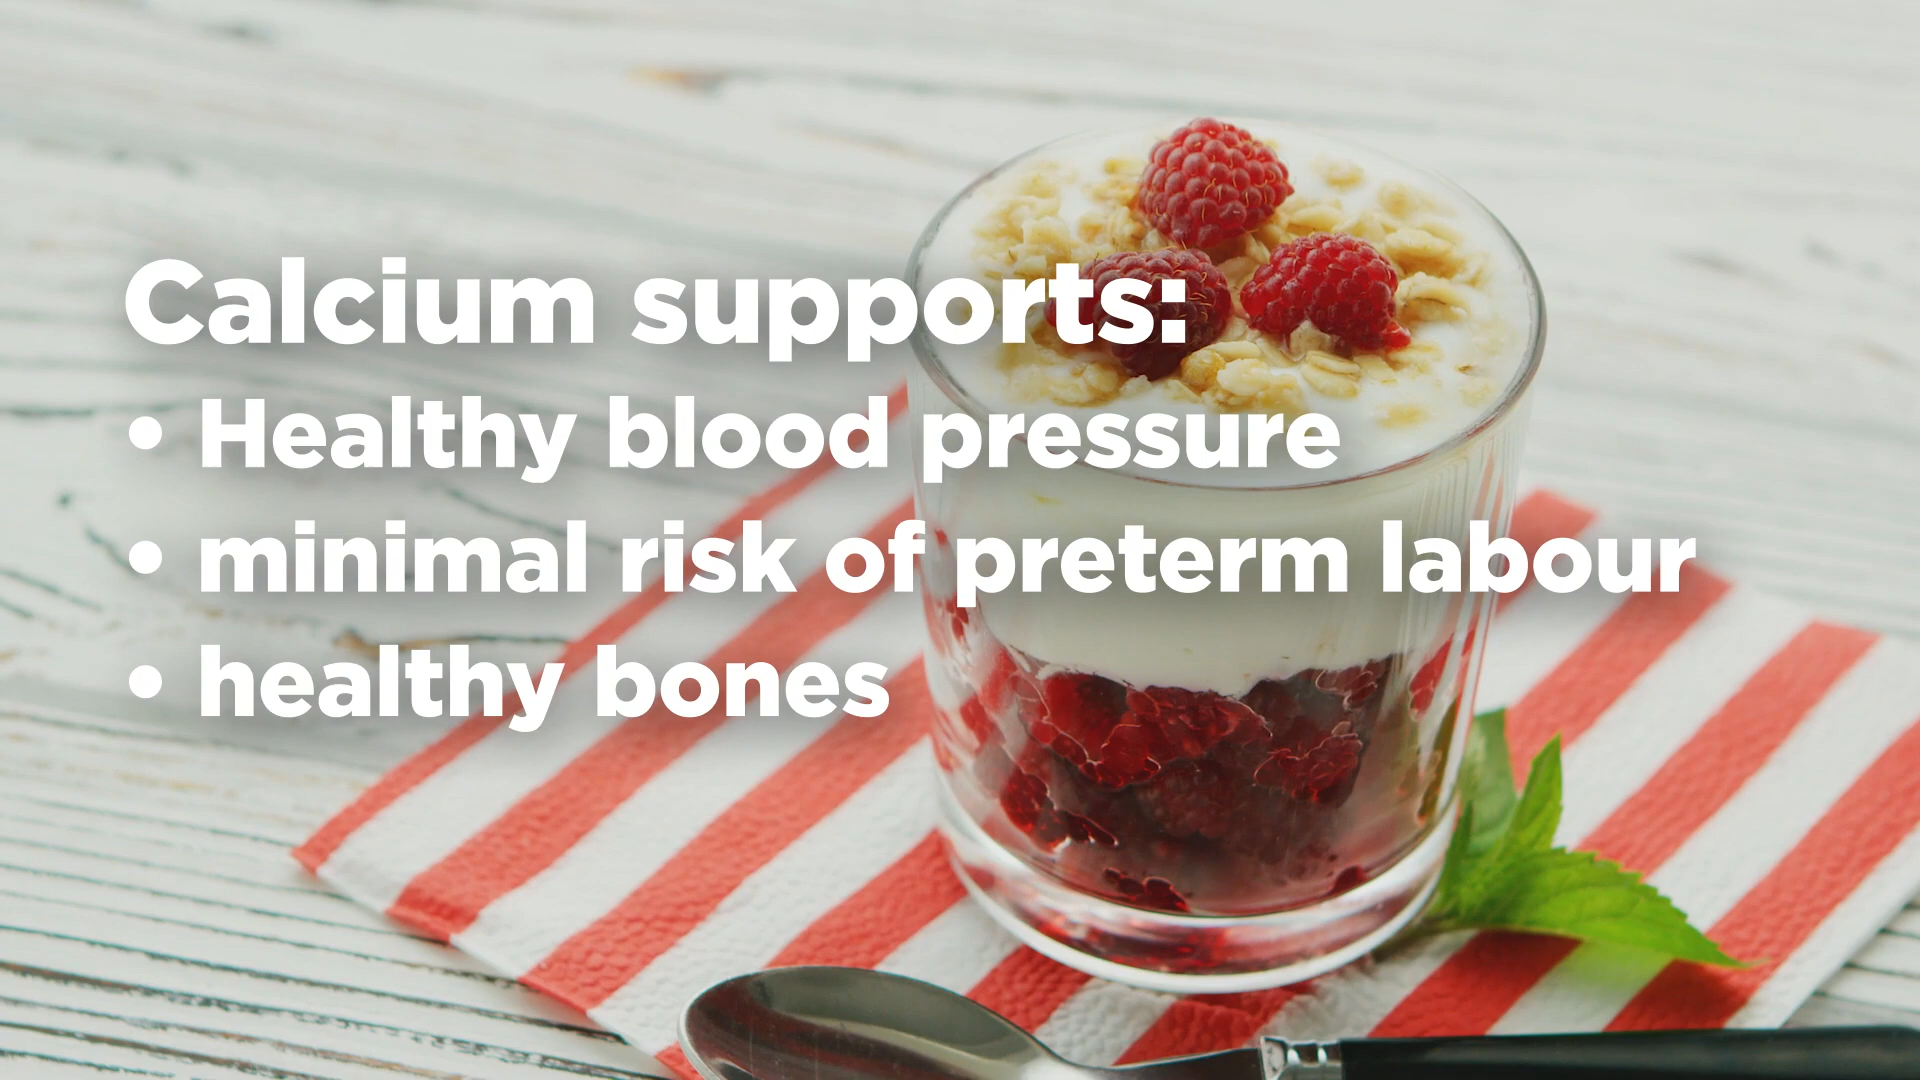 Calcium supports:
• Healthy blood pressure
• minimal risk of preterm labour
• healthy bones